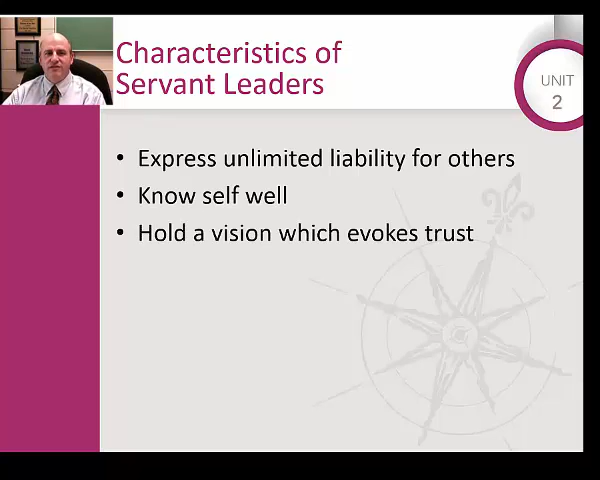 Characteristics of
Servant Leaders
UNIT
2
• Express unlimited liability for others
• Know self well
• Hold a vision which evokes trust